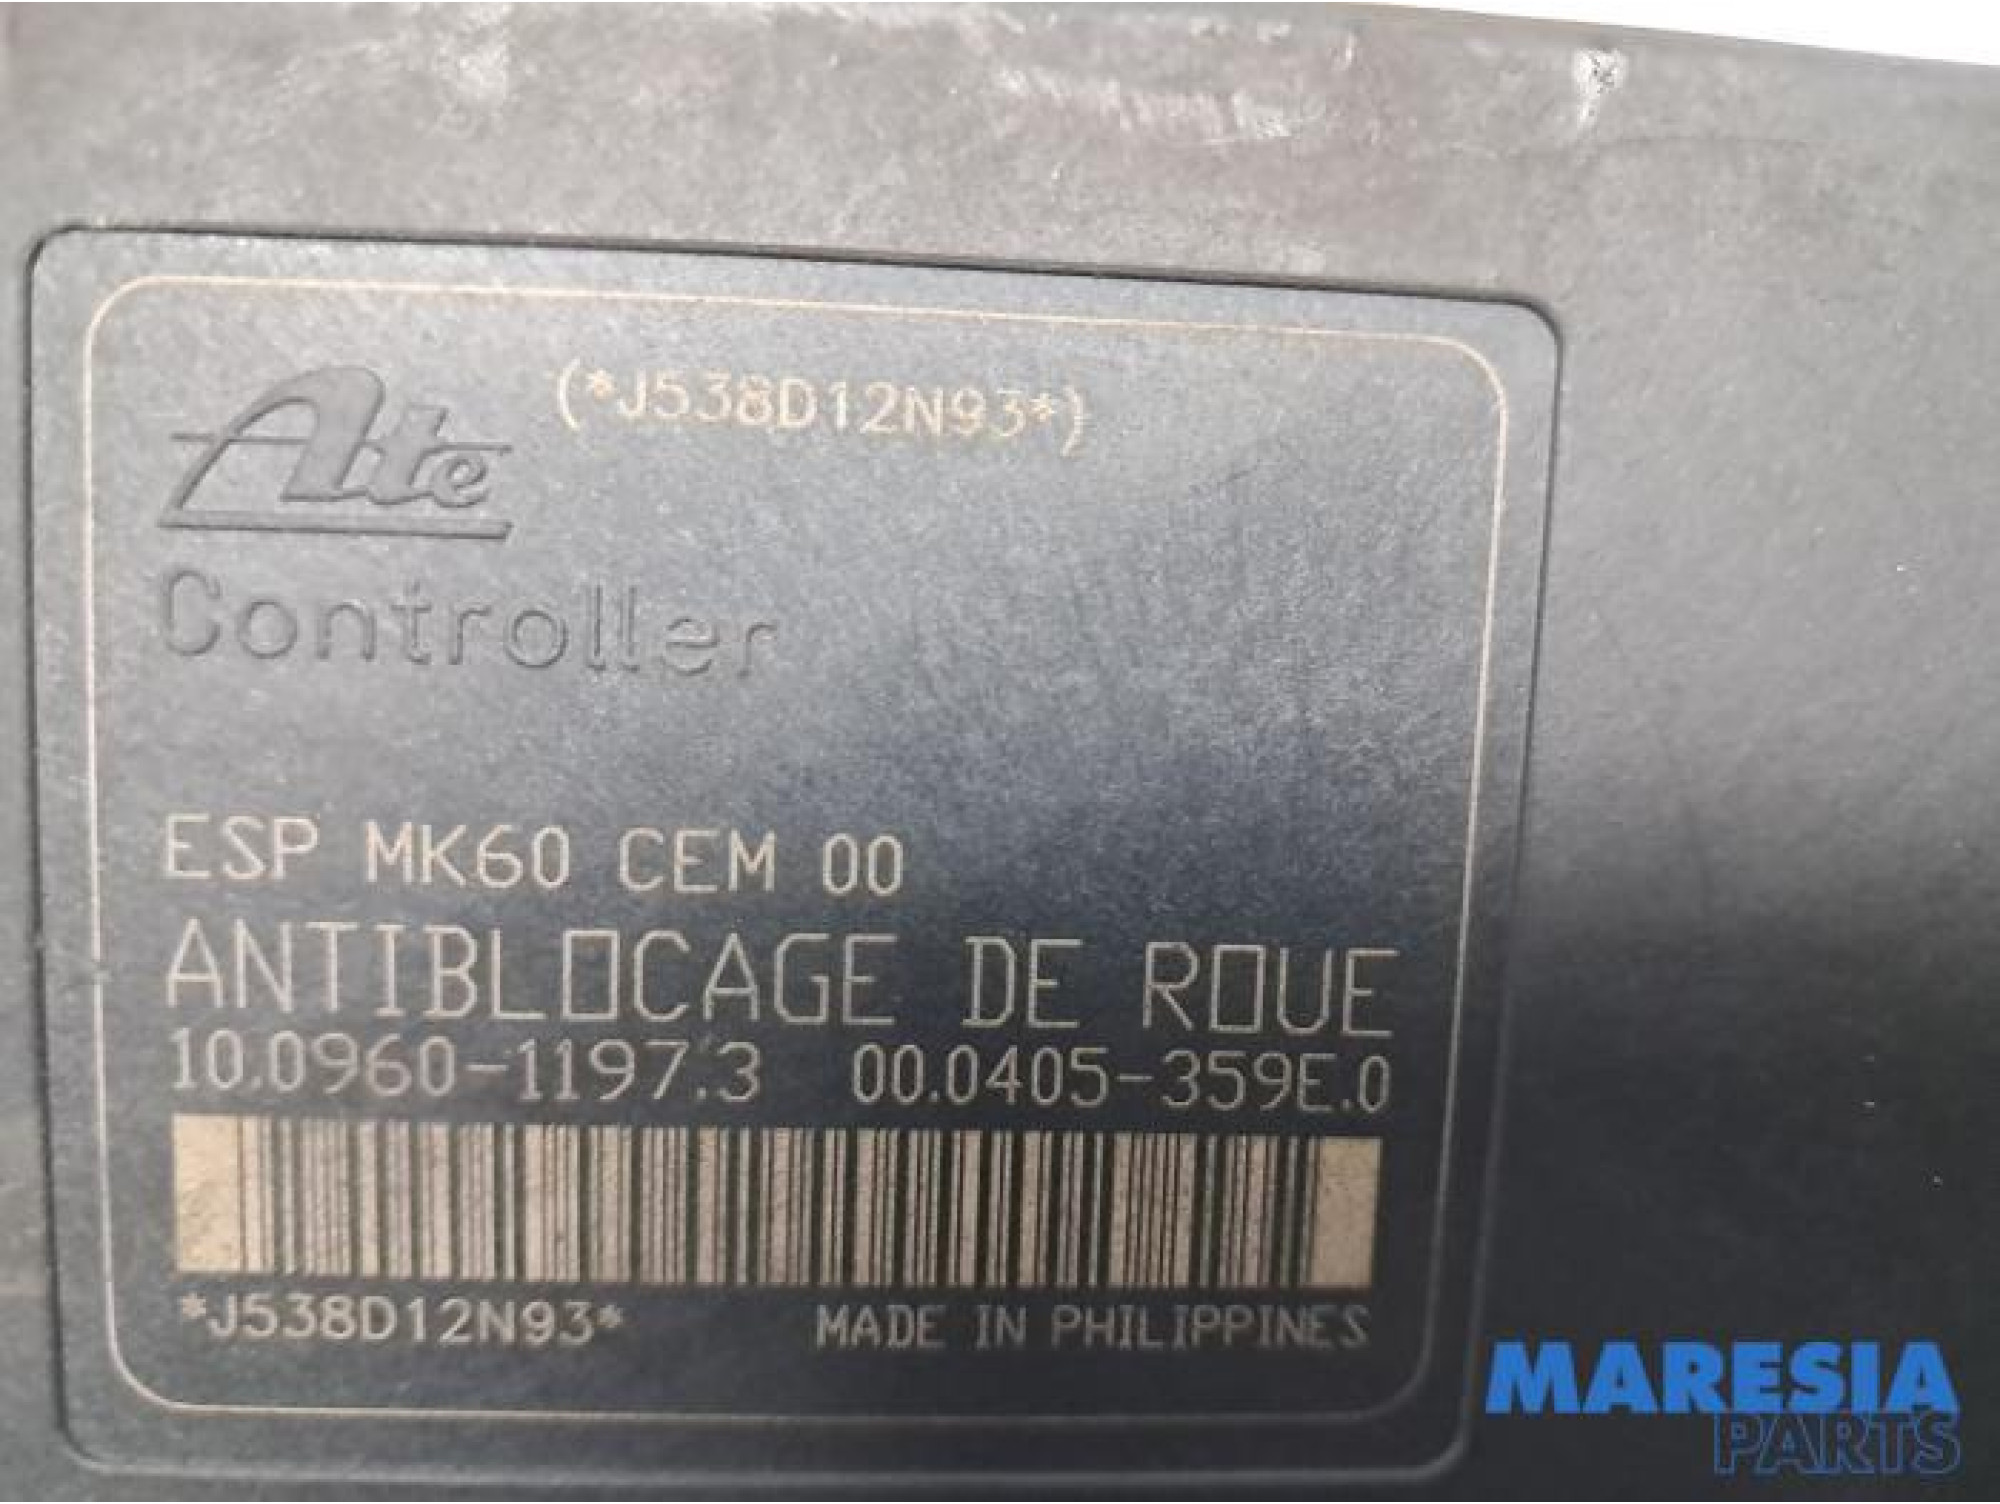 Ate
(*J538D12N93*)
Controller
ESP MK60 CEM 00
ANTIBLOCAGE DE ROUE
10.0960-1197.3 00.0405-359E.0
*J538D12N93* MADE IN PHILIPPINES
MARESIA
PARTS